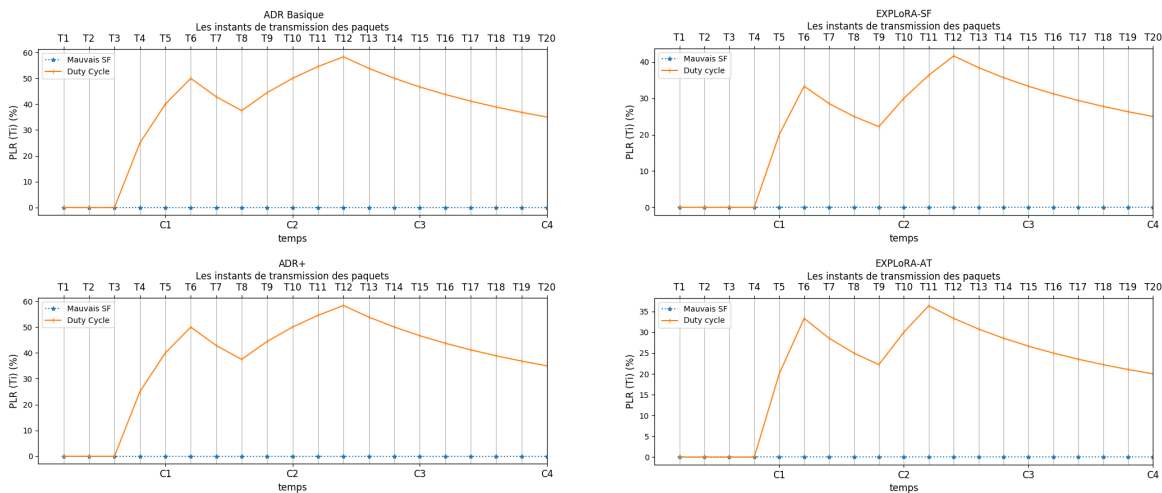 ADR Basique
Les instants de transmission des paquets
T1 T2 T3 T4 T5 T6 T7 T8 T9 T10 T11 T12 T13 T14 T15 T16 T17 T18 T19 T20
Mauvais SF
Duty Cycle
60
50
40
30
20
10
0
PLR (Ti) (%)
C1 C2 C3 C4
temps
EXPLoRA-SF
Les instants de transmission des paquets
T1 T2 T3 T4 T5 T6 T7 T8 T9 T10 T11 T12 T13 T14 T15 T16 T17 T18 T19 T20
Mauvais SF
Duty cycle
40
30
20
10
0
PLR (Ti) (%)
C1 C2 C3 C4
temps
ADR+
Les instants de transmission des paquets
T1 T2 T3 T4 T5 T6 T7 T8 T9 T10 T11 T12 T13 T14 T15 T16 T17 T18 T19 T20
Mauvais SF
Duty Cycle
60
50
40
30
20
10
0
PLR (Ti) (%)
C1 C2 C3 C4
temps
EXPLoRA-AT
Les instants de transmission des paquets
T1 T2 T3 T4 T5 T6 T7 T8 T9 T10 T11 T12 T13 T14 T15 T16 T17 T18 T19 T20
Mauvais SF
Duty cycle
35
30
25
20
15
10
5
0
PLR (Ti) (%)
C1 C2 C3 C4
temps